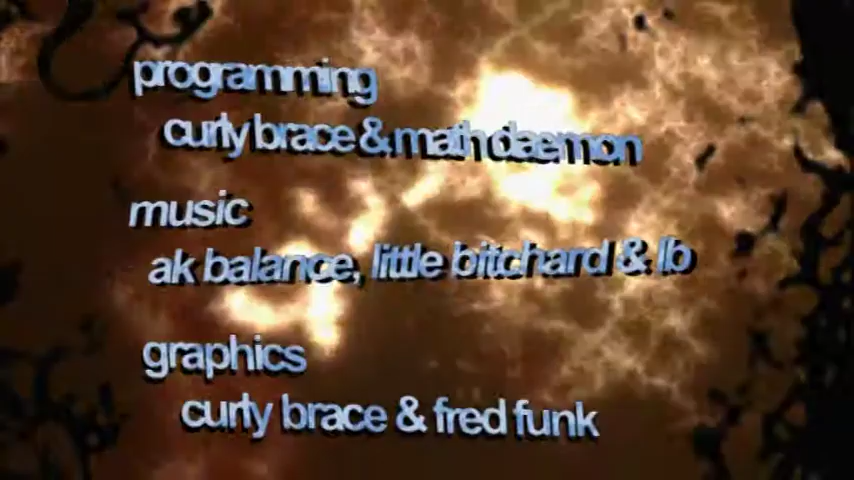 programming
curly brace & math daemon
music
ak balance, little bitchard & lb
graphics
curly brace & fred funk